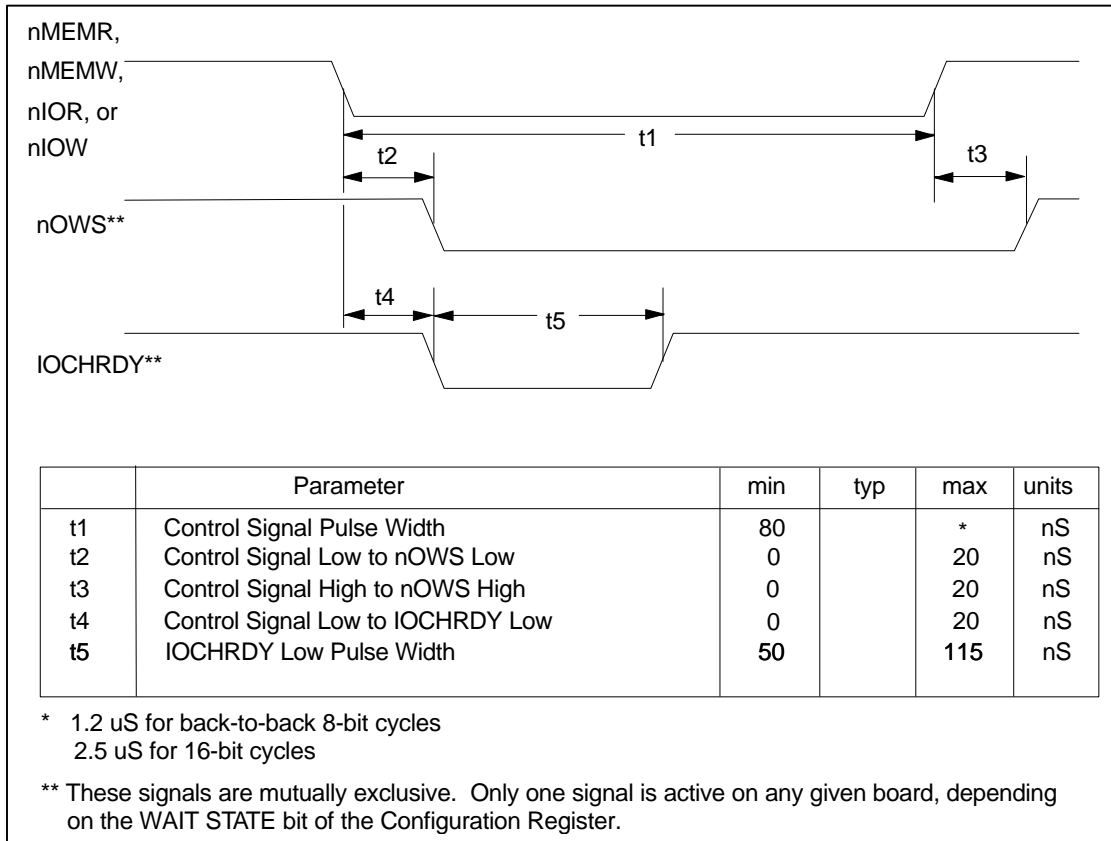 nMEMR,
nMEMW,
nIOR, or
nIOW
t1
t2
t3
nOWS**
t4
t5
IOCHRDY**
Parameter min typ max units
t1 Control Signal Pulse Width 80 * nS
t2 Control Signal Low to nOWS Low 0 20 nS
t3 Control Signal High to nOWS High 0 20 nS
t4 Control Signal Low to IOCHRDY Low 0 20 nS
t5 IOCHRDY Low Pulse Width 50 115 nS
* 1.2 uS for back-to-back 8-bit cycles
2.5 uS for 16-bit cycles
** These signals are mutually exclusive. Only one signal is active on any given board, depending
on the WAIT STATE bit of the Configuration Register.